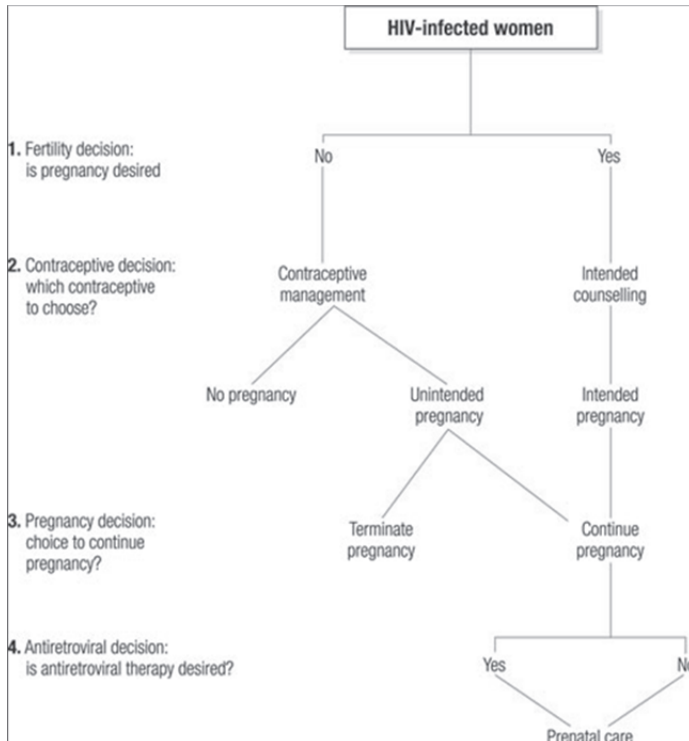 HIV-infected women
1. Fertility decision:
is pregnancy desired
No
Yes
2. Contraceptive decision:
which contraceptive
to choose?
Contraceptive
management
Intended
counselling
No pregnancy
Unintended
pregnancy
Intended
pregnancy
3. Pregnancy decision:
choice to continue
pregnancy?
Terminate
pregnancy
Continue
pregnancy
4. Antiretroviral decision:
is antiretroviral therapy desired?
Yes
No
Prenatal care